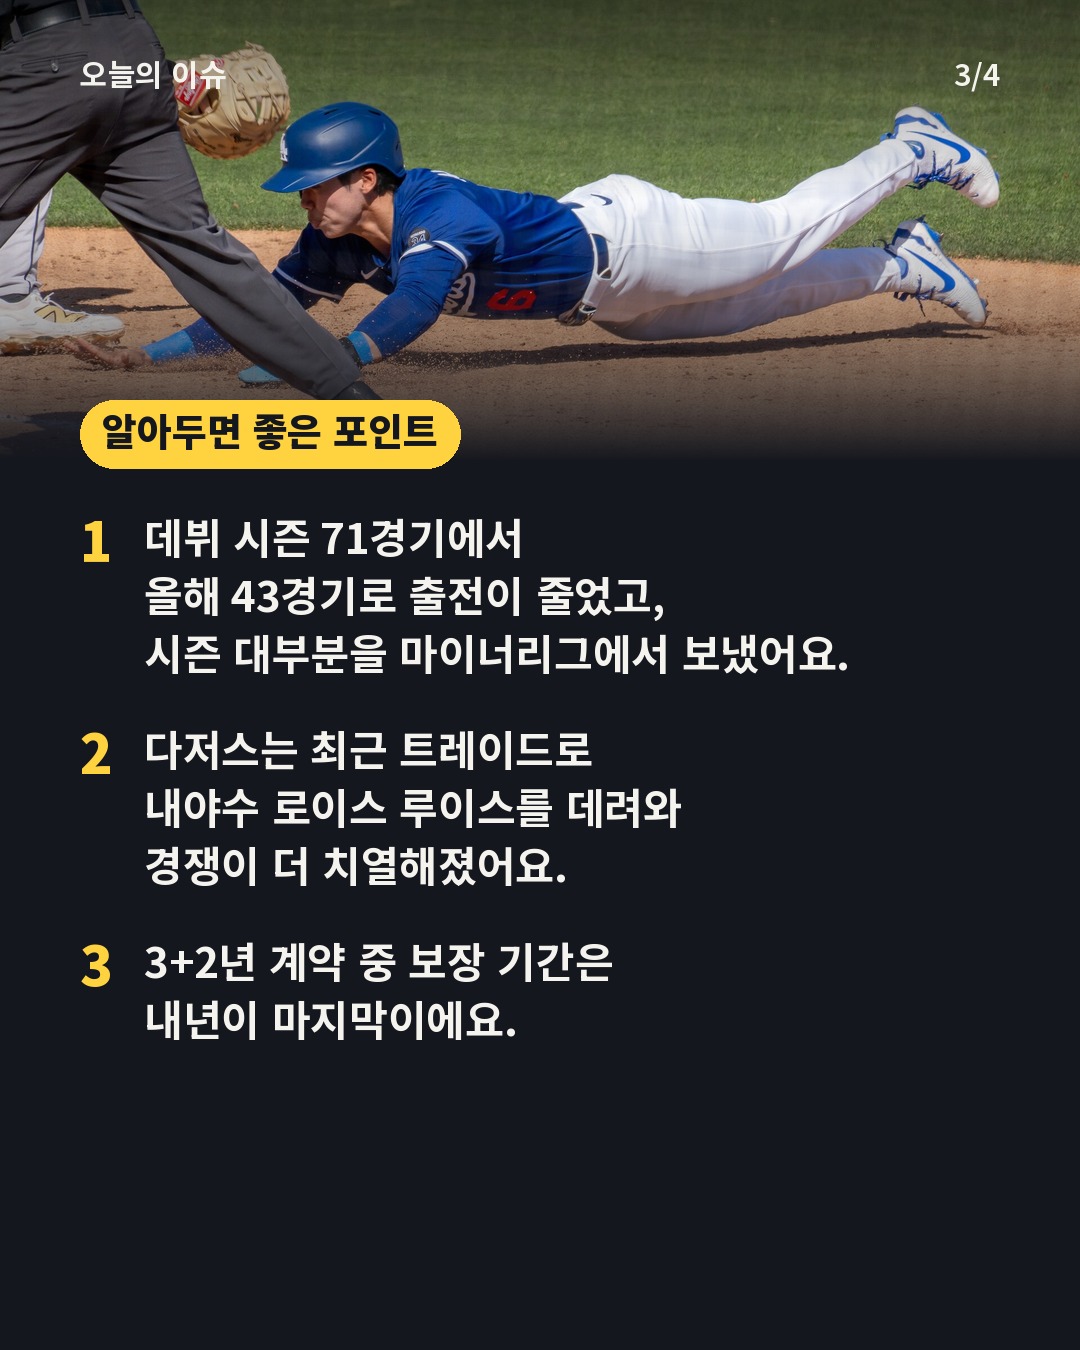 오늘의 이슈
3/4
LA
6
알아두면 좋은 포인트
1 데뷔 시즌 71경기에서
올해 43경기로 출전이 줄었고,
시즌 대부분을 마이너리그에서 보냈어요.
2 다저스는 최근 트레이드로
내야수 로이스 루이스를 데려와
경쟁이 더 치열해졌어요.
3 3+2년 계약 중 보장 기간은
내년이 마지막이에요.